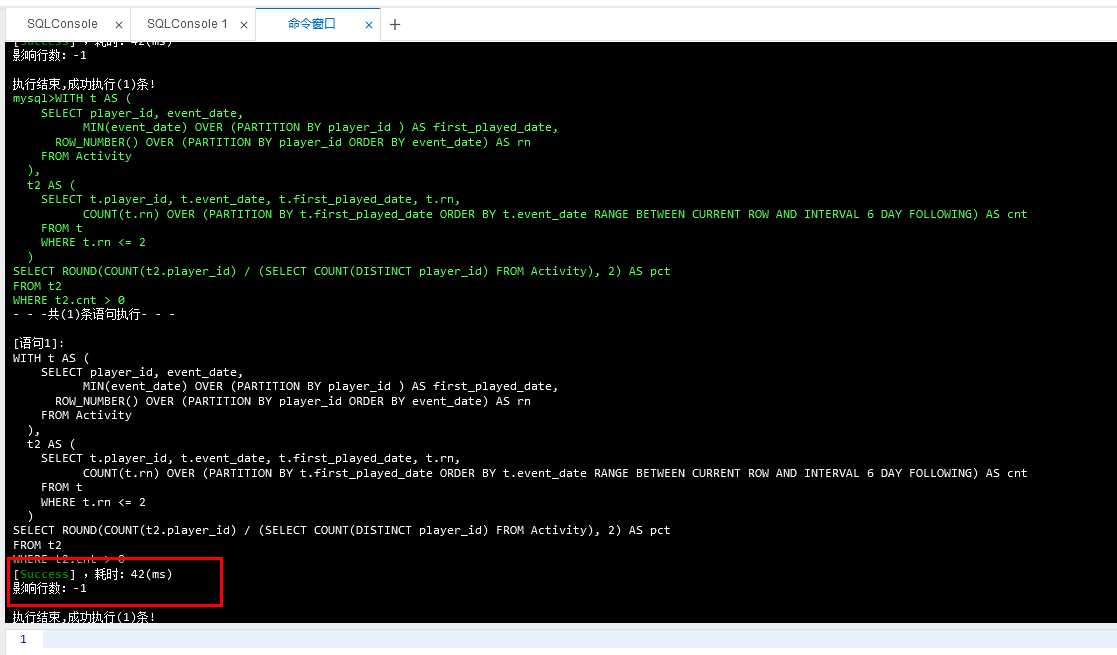 SQLConsole × SQLConsole 1 × 命令窗口 × +
[Success] ，耗时：42(ms)
影响行数：-1
执行结束,成功执行(1)条!
mysql>WITH t AS (
SELECT player_id, event_date,
MIN(event_date) OVER (PARTITION BY player_id ) AS first_played_date,
ROW_NUMBER() OVER (PARTITION BY player_id ORDER BY event_date) AS rn
FROM Activity
),
t2 AS (
SELECT t.player_id, t.event_date, t.first_played_date, t.rn,
COUNT(t.rn) OVER (PARTITION BY t.first_played_date ORDER BY t.event_date RANGE BETWEEN CURRENT ROW AND INTERVAL 6 DAY FOLLOWING) AS cnt
FROM t
WHERE t.rn <= 2
)
SELECT ROUND(COUNT(t2.player_id) / (SELECT COUNT(DISTINCT player_id) FROM Activity), 2) AS pct
FROM t2
WHERE t2.cnt > 0
- - -共(1)条语句执行- - -
[语句1]:
WITH t AS (
SELECT player_id, event_date,
MIN(event_date) OVER (PARTITION BY player_id ) AS first_played_date,
ROW_NUMBER() OVER (PARTITION BY player_id ORDER BY event_date) AS rn
FROM Activity
),
t2 AS (
SELECT t.player_id, t.event_date, t.first_played_date, t.rn,
COUNT(t.rn) OVER (PARTITION BY t.first_played_date ORDER BY t.event_date RANGE BETWEEN CURRENT ROW AND INTERVAL 6 DAY FOLLOWING) AS cnt
FROM t
WHERE t.rn <= 2
)
SELECT ROUND(COUNT(t2.player_id) / (SELECT COUNT(DISTINCT player_id) FROM Activity), 2) AS pct
FROM t2
WHERE t2.cnt > 0
[Success] ，耗时：42(ms)
影响行数：-1
执行结束,成功执行(1)条!
1